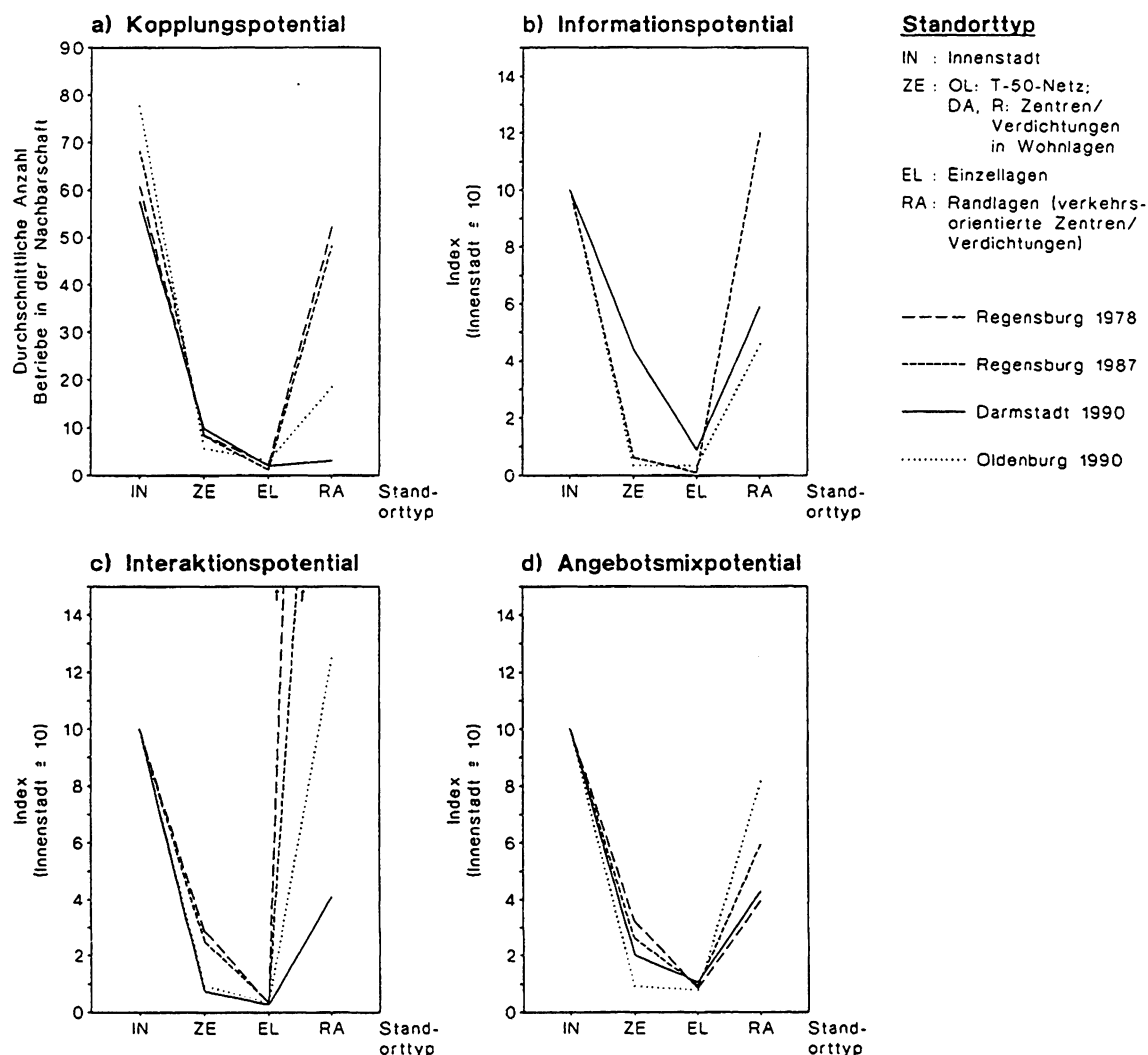 a) Kopplungspotential
Durchschnittliche Anzahl
Betriebe in der Nachbarschaft
90
80
70
60
50
40
30
20
10
0
IN ZE EL RA Stand-
orttyp
b) Informationspotential
Index
(Innenstadt ≙ 10)
14
12
10
8
6
4
2
0
IN ZE EL RA Stand-
orttyp
Standorttyp
IN : Innenstadt
ZE : OL: T-50-Netz;
DA, R: Zentren/
Verdichtungen
in Wohnlagen
EL : Einzellagen
RA : Randlagen (verkehrs-
orientierte Zentren/
Verdichtungen)
Regensburg 1978
Regensburg 1987
Darmstadt 1990
Oldenburg 1990
c) Interaktionspotential
Index
(Innenstadt ≙ 10)
14
12
10
8
6
4
2
0
IN ZE EL RA Stand-
orttyp
d) Angebotsmixpotential
Index
(Innenstadt ≙ 10)
14
12
10
8
6
4
2
0
IN ZE EL RA Stand-
orttyp